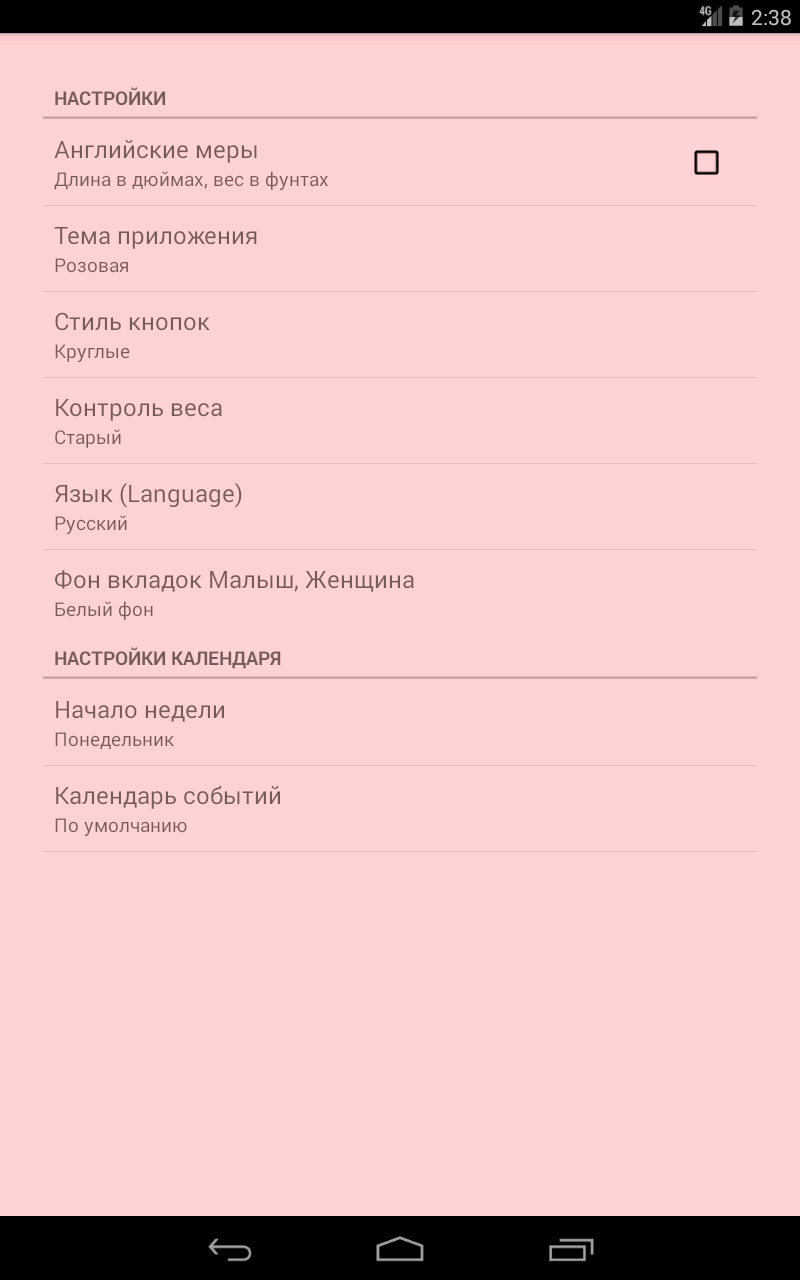 4G 2:38
НАСТРОЙКИ
Английские меры
Длина в дюймах, вес в фунтах
Тема приложения
Розовая
Стиль кнопок
Круглые
Контроль веса
Старый
Язык (Language)
Русский
Фон вкладок Малыш, Женщина
Белый фон
НАСТРОЙКИ КАЛЕНДАРЯ
Начало недели
Понедельник
Календарь событий
По умолчанию